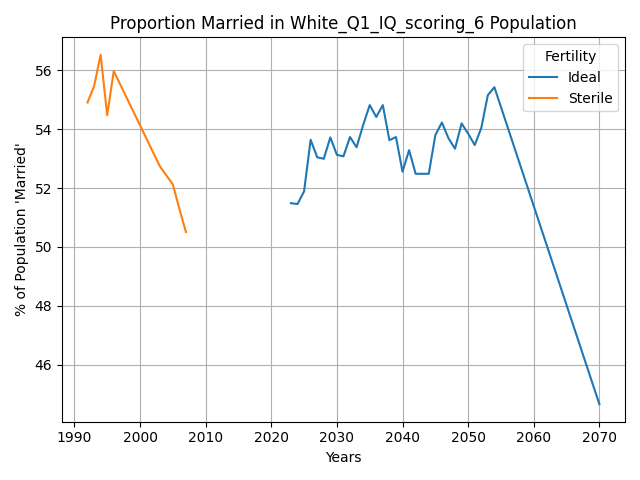 Proportion Married in White_Q1_IQ_scoring_6 Population
Fertility
Ideal
Sterile
% of Population 'Married'
56
54
52
50
48
46
1990 2000 2010 2020 2030 2040 2050 2060 2070
Years